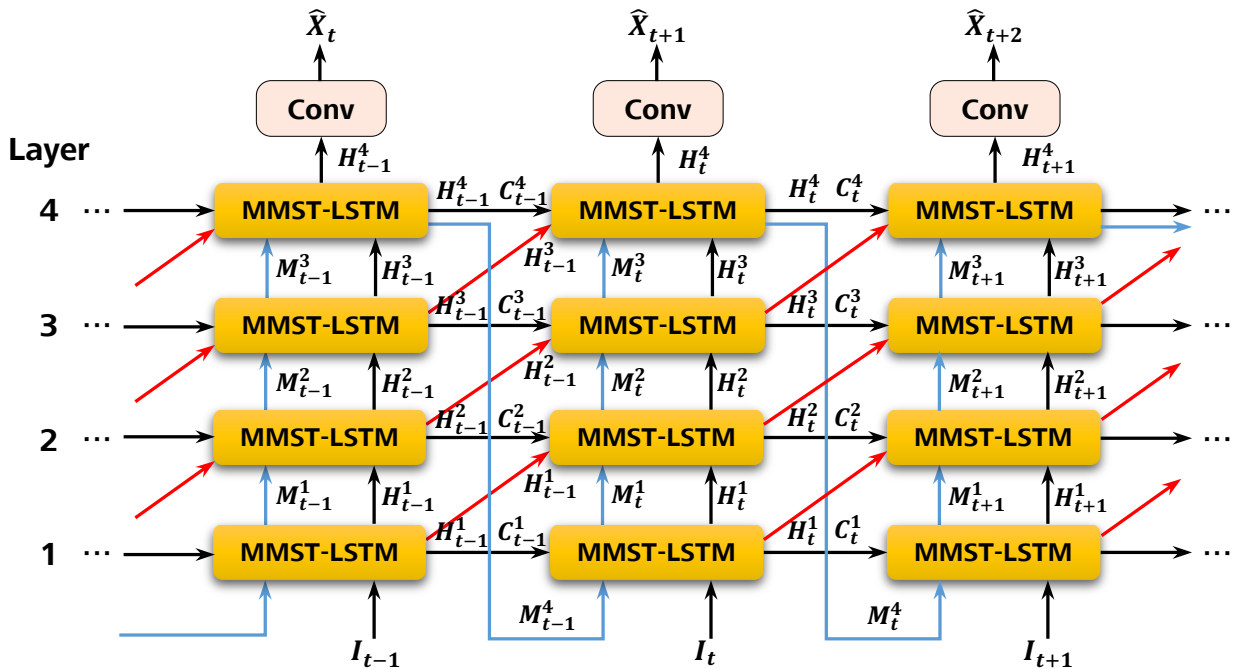 X̂_t X̂_{t+1} X̂_{t+2}
Conv Conv Conv
Layer
H^4_{t-1} H^4_t H^4_{t+1}
4 ... MMST-LSTM H^4_{t-1} C^4_{t-1} MMST-LSTM H^4_t C^4_t MMST-LSTM ...
M^3_{t-1} H^3_{t-1} H^3_{t-1} M^3_t H^3_t M^3_{t+1} H^3_{t+1}
3 ... MMST-LSTM H^3_{t-1} C^3_{t-1} MMST-LSTM H^3_t C^3_t MMST-LSTM ...
M^2_{t-1} H^2_{t-1} H^2_{t-1} M^2_t H^2_t M^2_{t+1} H^2_{t+1}
2 ... MMST-LSTM H^2_{t-1} C^2_{t-1} MMST-LSTM H^2_t C^2_t MMST-LSTM ...
M^1_{t-1} H^1_{t-1} H^1_{t-1} M^1_t H^1_t M^1_{t+1} H^1_{t+1}
1 ... MMST-LSTM H^1_{t-1} C^1_{t-1} MMST-LSTM H^1_t C^1_t MMST-LSTM ...
M^4_{t-1} M^4_t
I_{t-1} I_t I_{t+1}